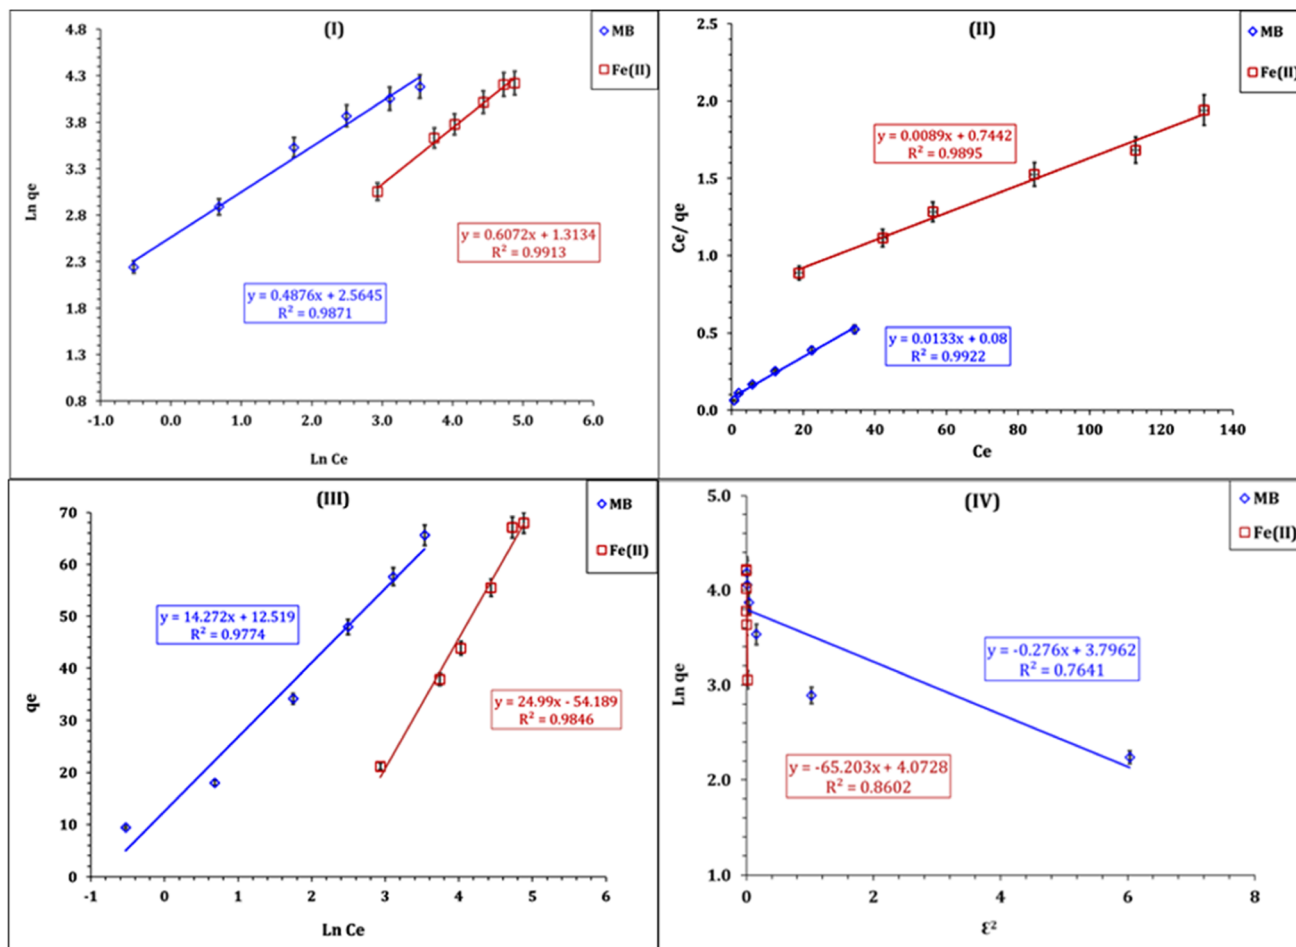 (I)
MB
Fe(II)
4.8
4.3
3.8
3.3
2.8
2.3
1.8
1.3
0.8
Ln qe
y = 0.6072x + 1.3134
R² = 0.9913
y = 0.4876x + 2.5645
R² = 0.9871
-1.0 0.0 1.0 2.0 3.0 4.0 5.0 6.0
Ln Ce
(II)
MB
Fe(II)
2.5
2.0
1.5
1.0
0.5
0.0
Ce/ qe
y = 0.0089x + 0.7442
R² = 0.9895
y = 0.0133x + 0.08
R² = 0.9922
0 20 40 60 80 100 120 140
Ce
(III)
MB
Fe(II)
70
60
50
40
30
20
10
0
qe
y = 14.272x + 12.519
R² = 0.9774
y = 24.99x - 54.189
R² = 0.9846
-1 0 1 2 3 4 5 6
Ln Ce
(IV)
MB
Fe(II)
5.0
4.0
3.0
2.0
1.0
Ln qe
y = -0.276x + 3.7962
R² = 0.7641
y = -65.203x + 4.0728
R² = 0.8602
0 2 4 6 8
Ɛ²